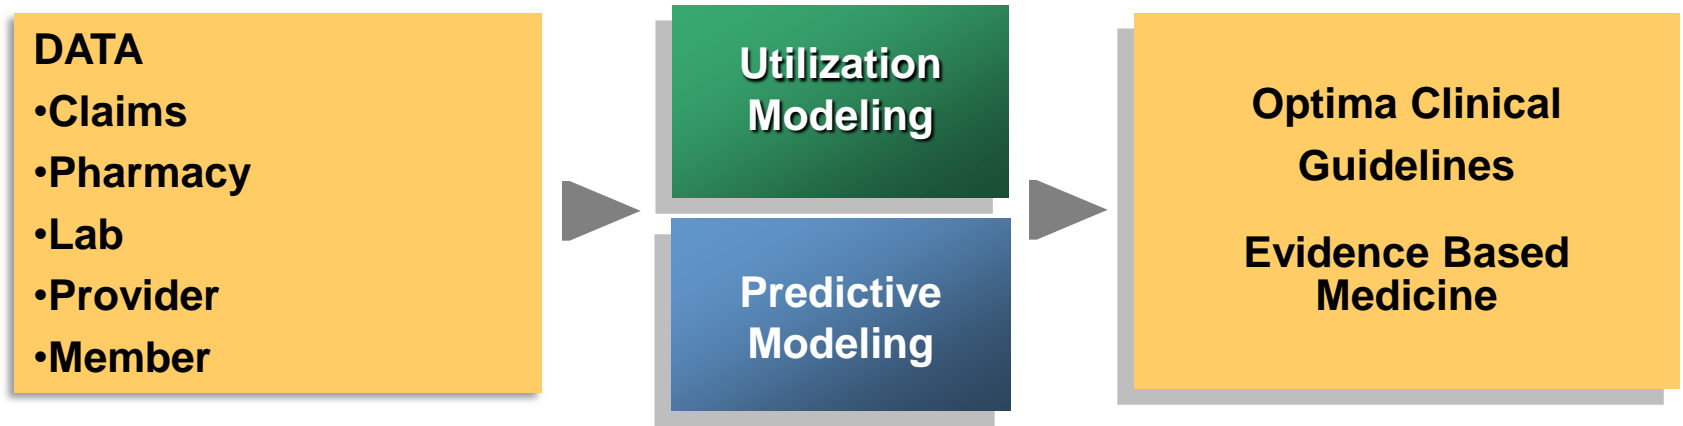 DATA
•Claims
•Pharmacy
•Lab
•Provider
•Member
Utilization
Modeling
Predictive
Modeling
Optima Clinical
Guidelines
Evidence Based
Medicine